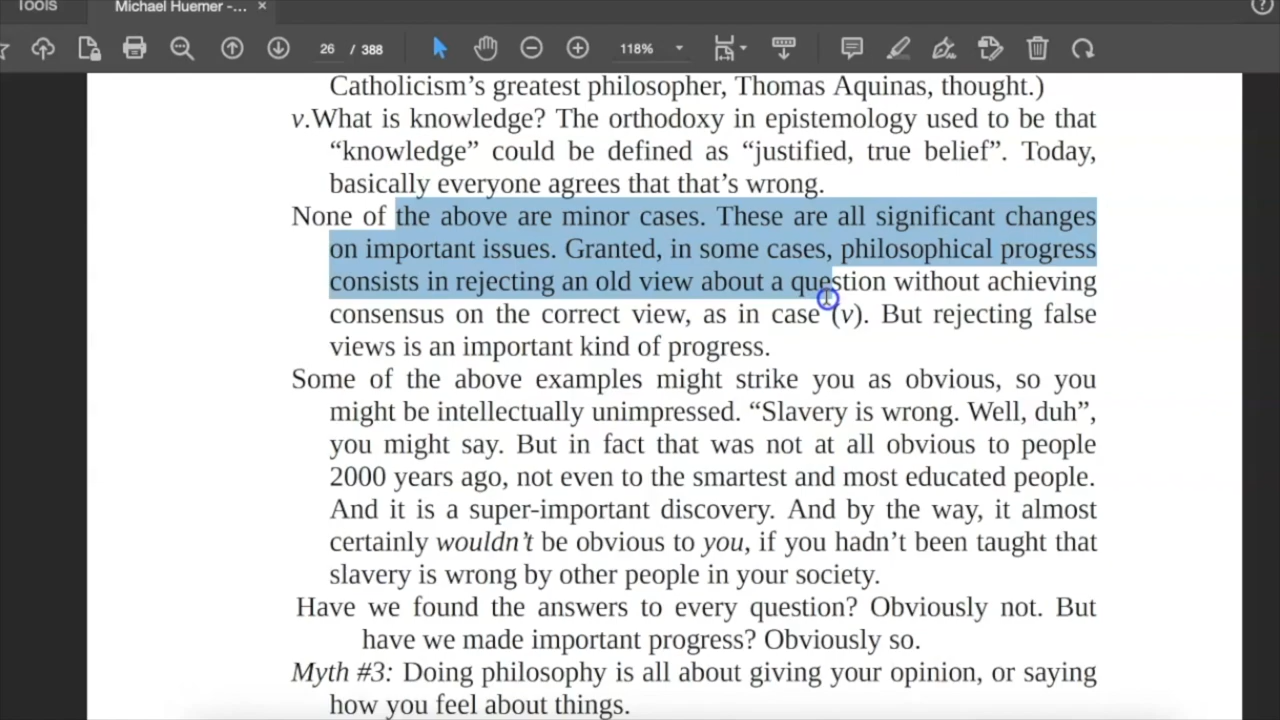 Tools
Michael Huemer -... ×
26 / 388
118%
Catholicism’s greatest philosopher, Thomas Aquinas, thought.)
v.What is knowledge? The orthodoxy in epistemology used to be that
“knowledge” could be defined as “justified, true belief”. Today,
basically everyone agrees that that’s wrong.
None of the above are minor cases. These are all significant changes
on important issues. Granted, in some cases, philosophical progress
consists in rejecting an old view about a question without achieving
consensus on the correct view, as in case (v). But rejecting false
views is an important kind of progress.
Some of the above examples might strike you as obvious, so you
might be intellectually unimpressed. “Slavery is wrong. Well, duh”,
you might say. But in fact that was not at all obvious to people
2000 years ago, not even to the smartest and most educated people.
And it is a super-important discovery. And by the way, it almost
certainly wouldn’t be obvious to you, if you hadn’t been taught that
slavery is wrong by other people in your society.
Have we found the answers to every question? Obviously not. But
have we made important progress? Obviously so.
Myth #3: Doing philosophy is all about giving your opinion, or saying
how you feel about things.